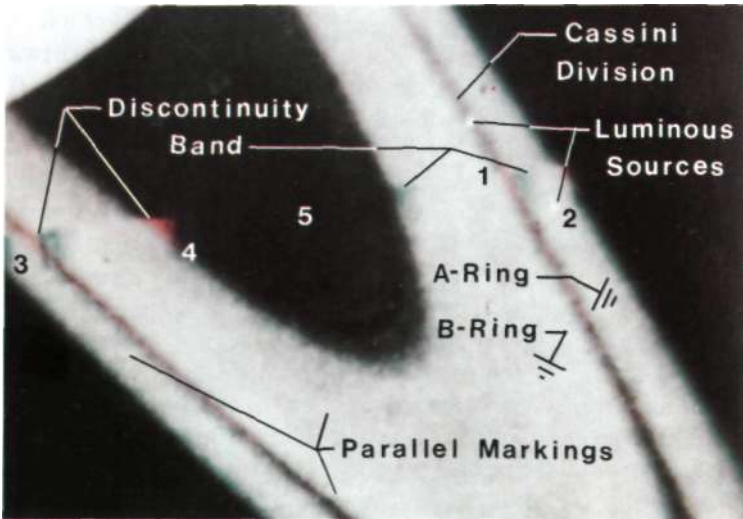 Cassini
Division
Discontinuity
Band
Luminous
Sources
1
2
5
4
3
A-Ring
B-Ring
Parallel Markings